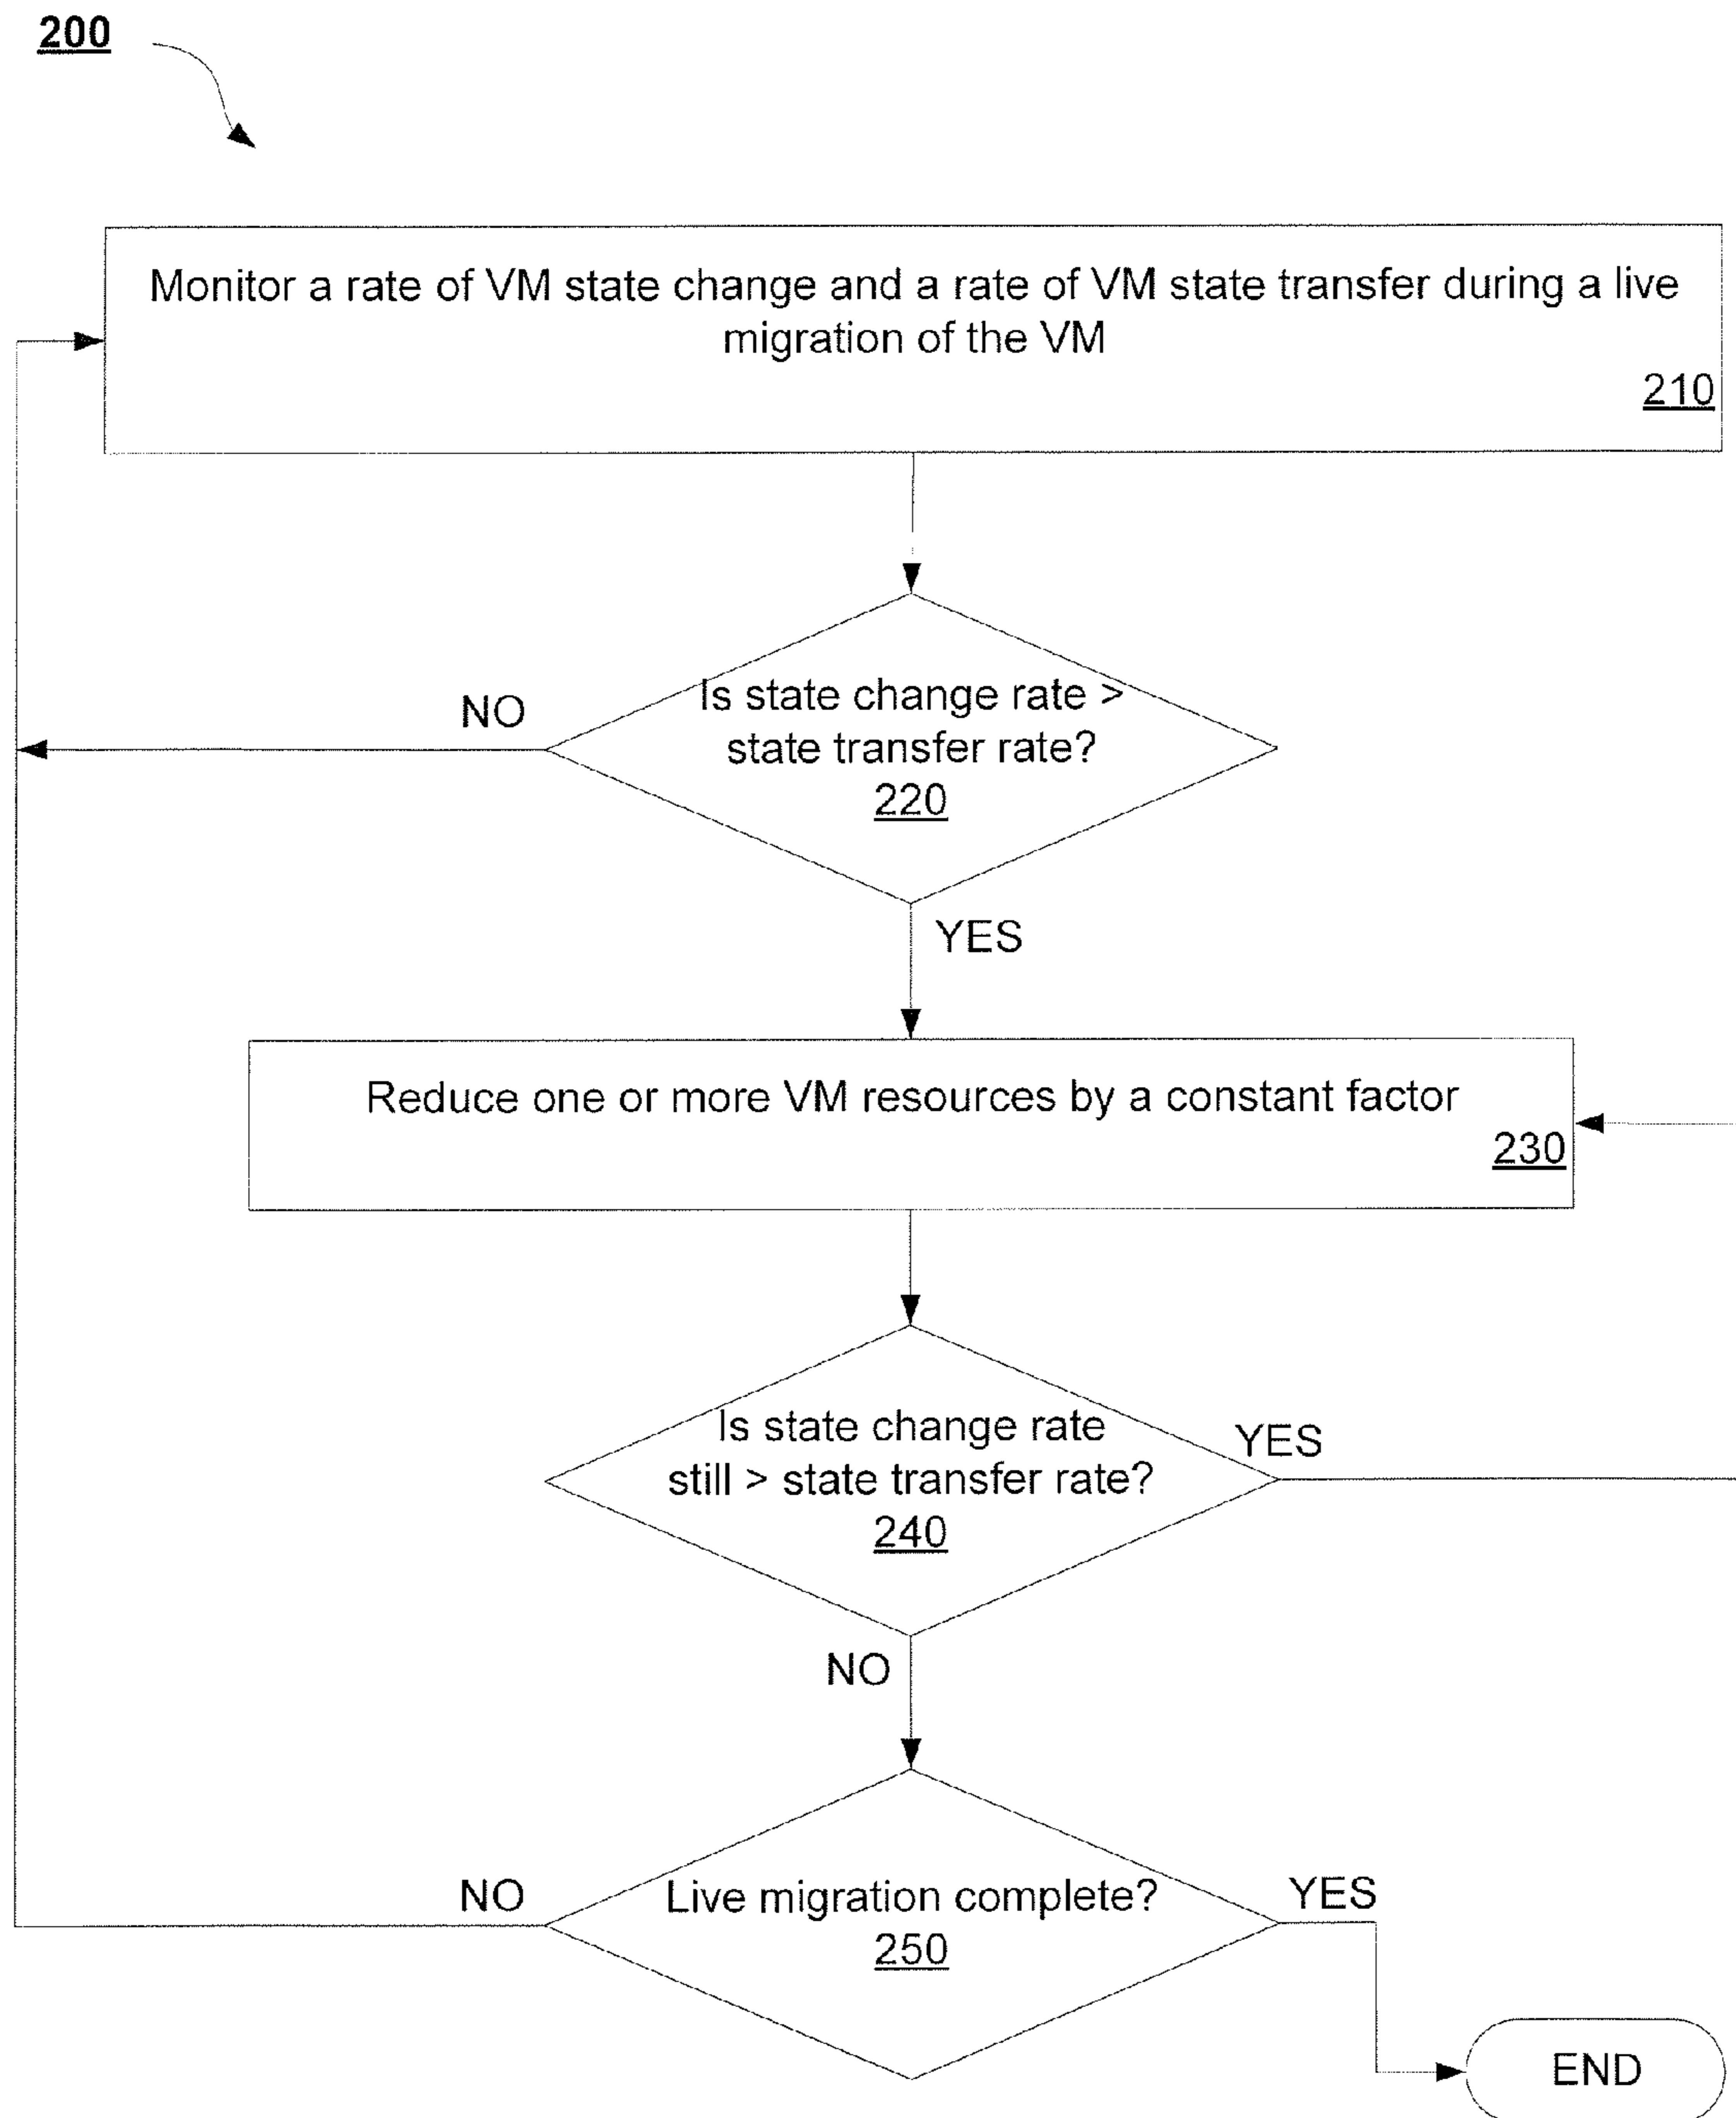 200
Monitor a rate of VM state change and a rate of VM state transfer during a live
migration of the VM
210
Is state change rate >
state transfer rate?
220
NO
YES
Reduce one or more VM resources by a constant factor
230
Is state change rate
still > state transfer rate?
240
YES
NO
Live migration complete?
250
NO
YES
END